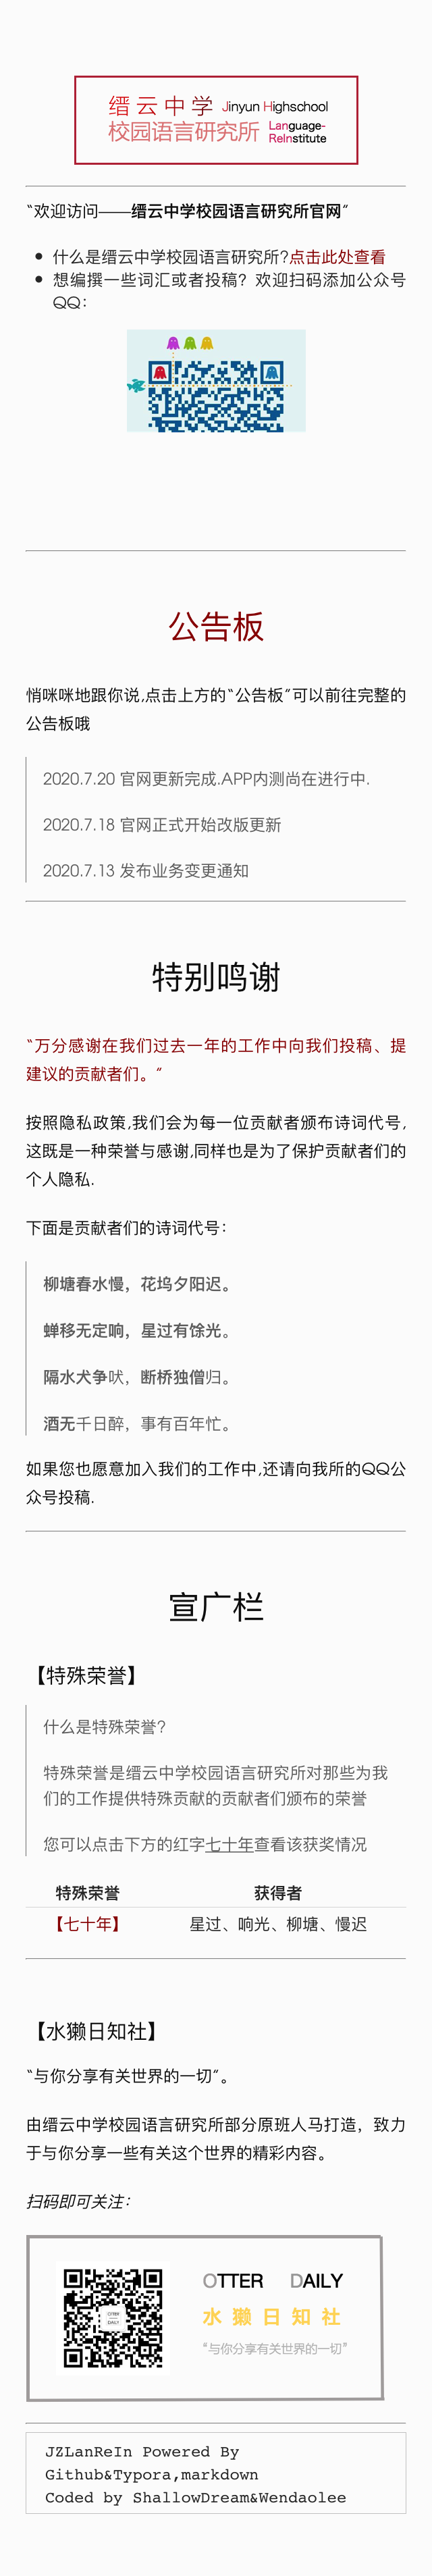 缙云中学 Jinyun Highschool
校园语言研究所 Language-
ReInstitute
“欢迎访问——缙云中学校园语言研究所官网”
什么是缙云中学校园语言研究所?点击此处查看
想编撰一些词汇或者投稿？欢迎扫码添加公众号
QQ：
公告板
悄咪咪地跟你说,点击上方的“公告板”可以前往完整的
公告板哦
2020.7.20 官网更新完成.APP内测尚在进行中.
2020.7.18 官网正式开始改版更新
2020.7.13 发布业务变更通知
特别鸣谢
“万分感谢在我们过去一年的工作中向我们投稿、提
建议的贡献者们。”
按照隐私政策,我们会为每一位贡献者颁布诗词代号,
这既是一种荣誉与感谢,同样也是为了保护贡献者们的
个人隐私.
下面是贡献者们的诗词代号：
柳塘春水慢，花坞夕阳迟。
蝉移无定响，星过有馀光。
隔水犬争吠，断桥独僧归。
酒无千日醉，事有百年忙。
如果您也愿意加入我们的工作中,还请向我所的QQ公
众号投稿.
宣广栏
【特殊荣誉】
什么是特殊荣誉？
特殊荣誉是缙云中学校园语言研究所对那些为我
们的工作提供特殊贡献的贡献者们颁布的荣誉
您可以点击下方的红字七十年查看该获奖情况
特殊荣誉 获得者
【七十年】 星过、响光、柳塘、慢迟
【水獭日知社】
“与你分享有关世界的一切”。
由缙云中学校园语言研究所部分原班人马打造，致力
于与你分享一些有关这个世界的精彩内容。
扫码即可关注：
OTTER
DAILY
OTTER DAILY
水獭日知社
“与你分享有关世界的一切”
JZLanReIn Powered By
Github&Typora,markdown
Coded by ShallowDream&Wendaolee